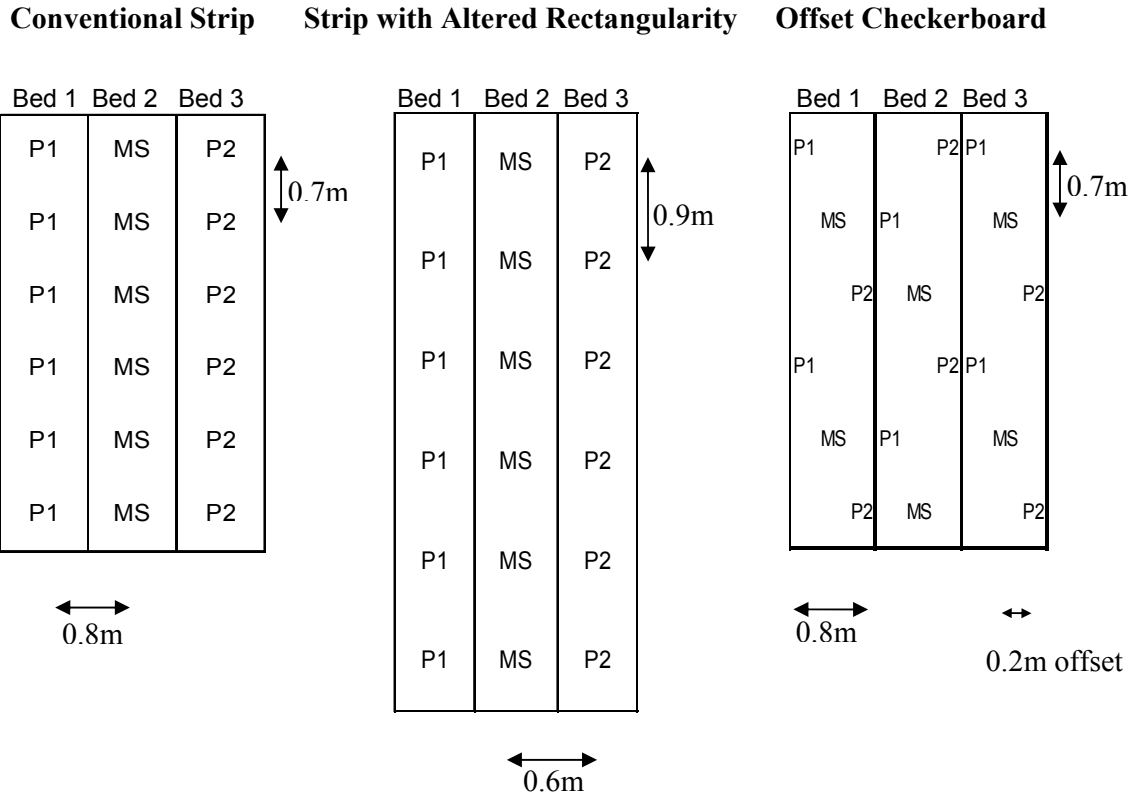 Conventional Strip
Bed 1 Bed 2 Bed 3
P1 MS P2
P1 MS P2
P1 MS P2
P1 MS P2
P1 MS P2
P1 MS P2
0.7m
0.8m
Strip with Altered Rectangularity
Bed 1 Bed 2 Bed 3
P1 MS P2
P1 MS P2
P1 MS P2
P1 MS P2
P1 MS P2
P1 MS P2
0.9m
0.6m
Offset Checkerboard
Bed 1 Bed 2 Bed 3
P1 P2 P1
MS P1 MS
P2 MS P2
P1 P2 P1
MS P1 MS
P2 MS P2
0.7m
0.8m
0.2m offset